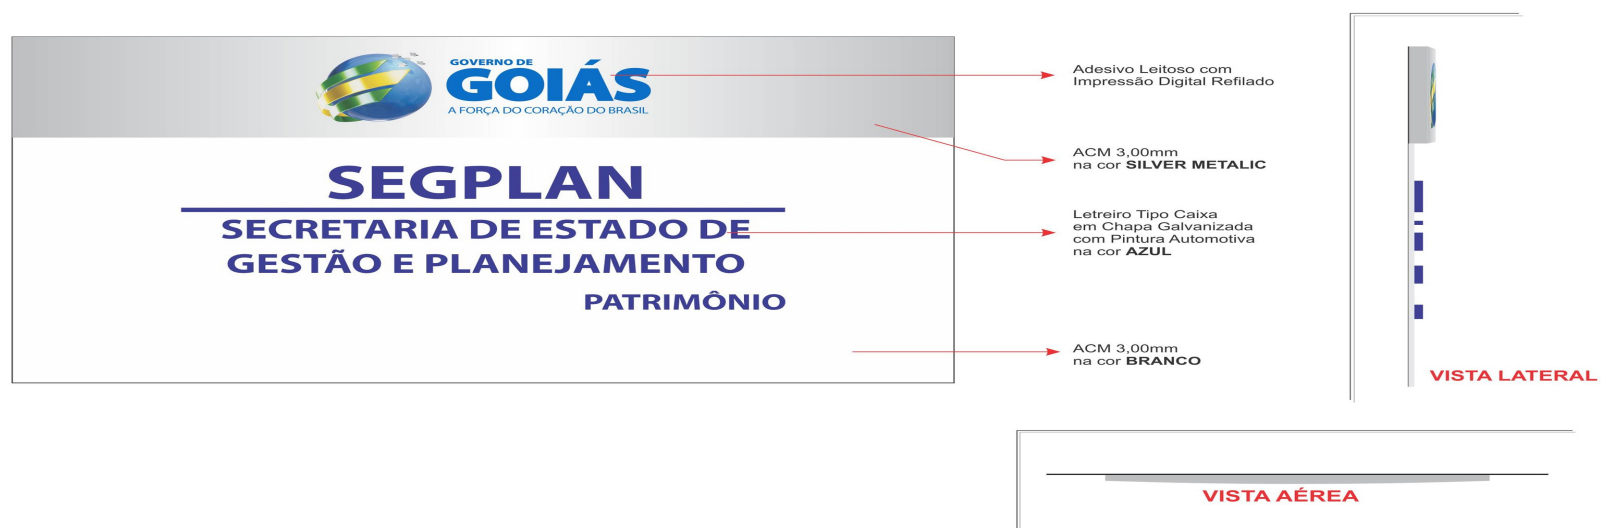 GOVERNO DE
GOIÁS
A FORÇA DO CORAÇÃO DO BRASIL
SEGPLAN
SECRETARIA DE ESTADO DE
GESTÃO E PLANEJAMENTO
PATRIMÔNIO
Adesivo Leitoso com
Impressão Digital Refilado
ACM 3,00mm
na cor SILVER METALIC
Letreiro Tipo Caixa
em Chapa Galvanizada
com Pintura Automotiva
na cor AZUL
ACM 3,00mm
na cor BRANCO
VISTA LATERAL
VISTA AÉREA